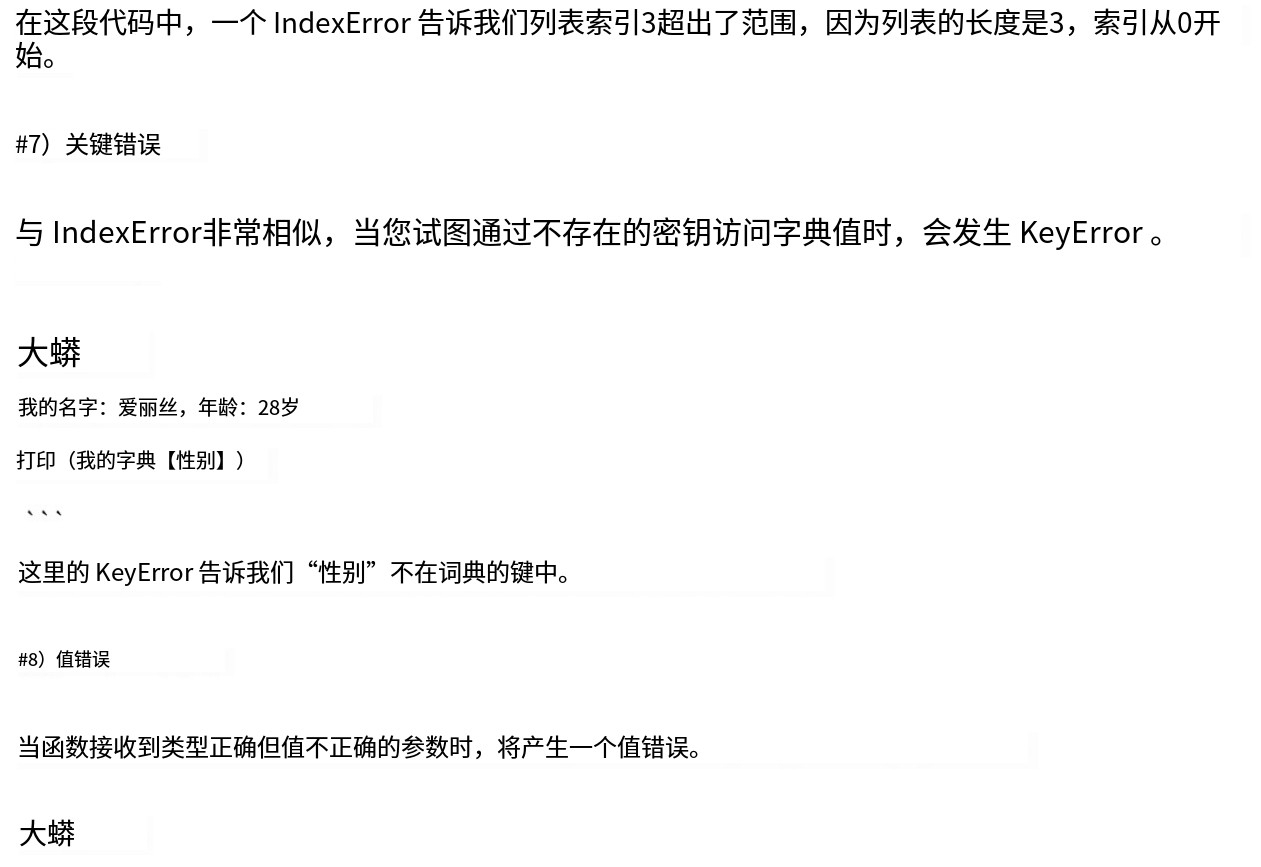 在这段代码中，一个 IndexError 告诉我们列表索引3超出了范围，因为列表的长度是3，索引从0开
始。
#7）关键错误
与 IndexError非常相似，当您试图通过不存在的密钥访问字典值时，会发生 KeyError 。
大蟒
我的名字：爱丽丝，年龄：28岁
打印（我的字典【性别】）
、、、
这里的 KeyError 告诉我们“性别”不在词典的键中。
#8）值错误
当函数接收到类型正确但值不正确的参数时，将产生一个值错误。
大蟒